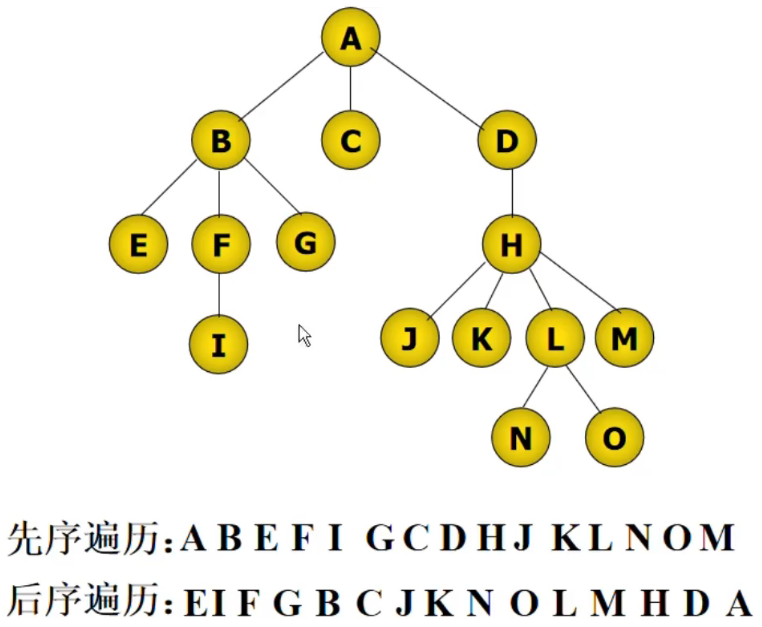 A
B C D
E F G H
I J K L M
N O
先序遍历:A B E F I G C D H J K L N O M
后序遍历:E I F G B C J K N O L M H D A